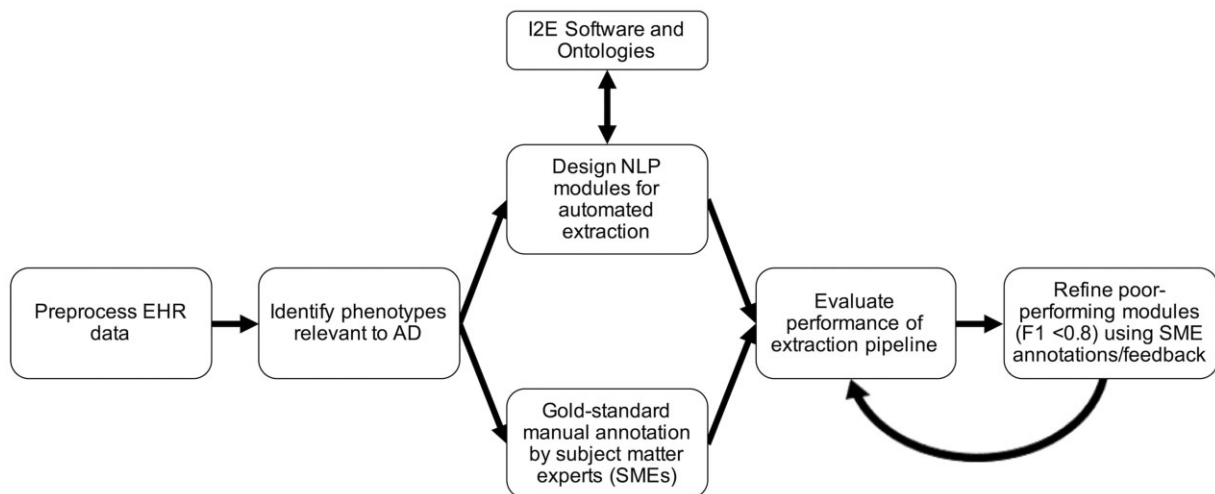 I2E Software and
Ontologies
Design NLP
modules for
automated
extraction
Preprocess EHR
data
Identify phenotypes
relevant to AD
Evaluate
performance of
extraction pipeline
Refine poor-
performing modules
(F1 <0.8) using SME
annotations/feedback
Gold-standard
manual annotation
by subject matter
experts (SMEs)